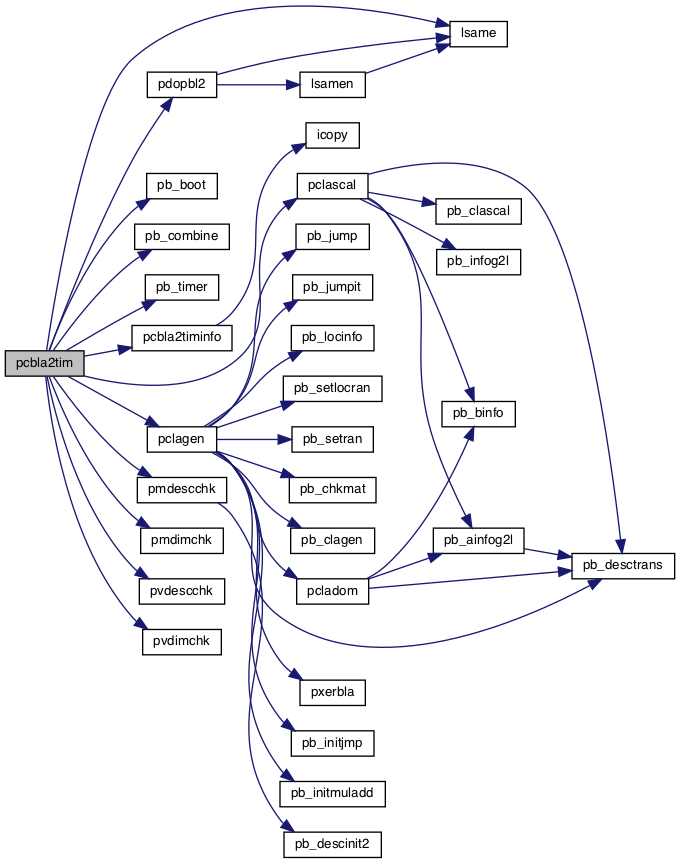 lsame
pdopbl2
lsamen
icopy
pb_boot
pclascal
pb_clascal
pb_combine
pb_jump
pb_infog2l
pb_timer
pb_jumpit
pcbla2timinfo
pb_locinfo
pcbla2tim
pb_setlocran
pb_binfo
pclagen
pb_setran
pmdescchk
pb_chkmat
pmdimchk
pb_clagen
pb_ainfog2l
pb_desctrans
pvdescchk
pcladom
pvdimchk
pxerbla
pb_initjmp
pb_initmuladd
pb_descinit2